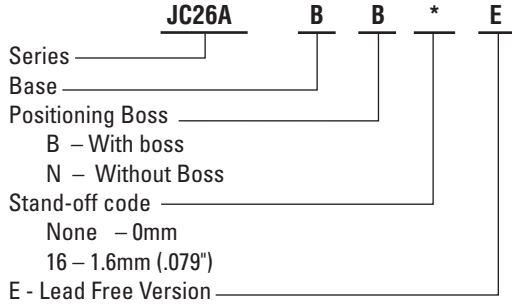 JC26A B B * E
Series
Base
Positioning Boss
B – With boss
N – Without Boss
Stand-off code
None – 0mm
16 – 1.6mm (.079")
E - Lead Free Version